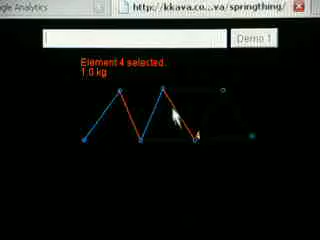 gle Analytics
http://kkava.co...va/springthing/
Demo 1
Element 4 selected.
1.0 kg